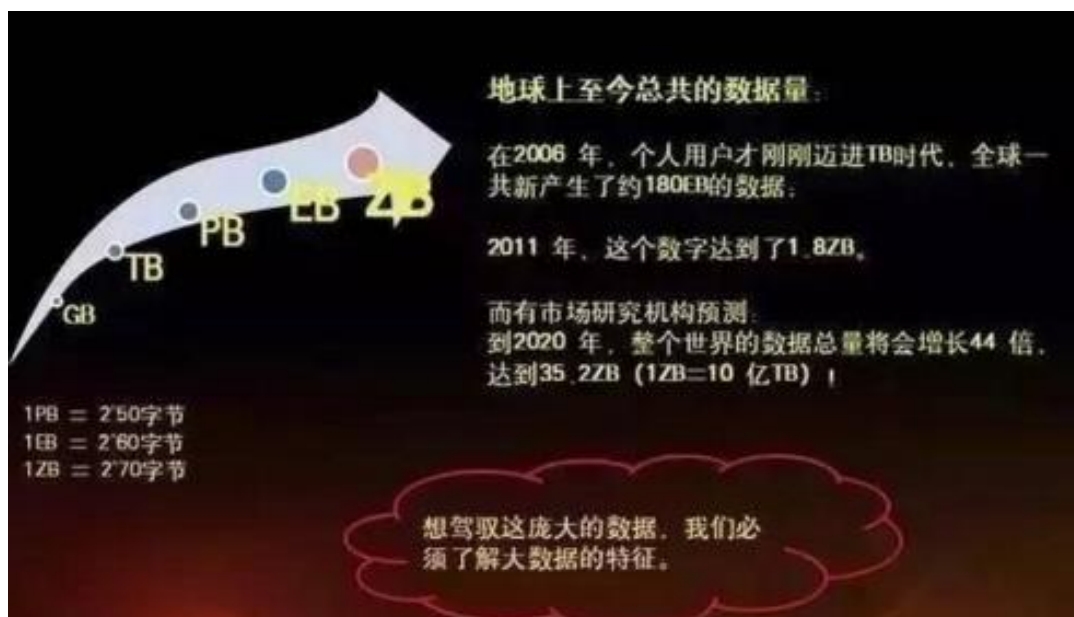 地球上至今总共的数据量:
在2006 年，个人用户才刚刚迈进TB时代，全球一
共新产生了约180EB的数据;
2011 年，这个数字达到了1.8ZB。
而有市场研究机构预测:
到2020 年，整个世界的数据总量将会增长44 倍，
达到35.2ZB (1ZB=10 亿TB) !
ZB
EB
PB
TB
GB
1PB = 2^50字节
1EB = 2^60字节
1ZB = 2^70字节
想驾驭这庞大的数据，我们必
须了解大数据的特征。